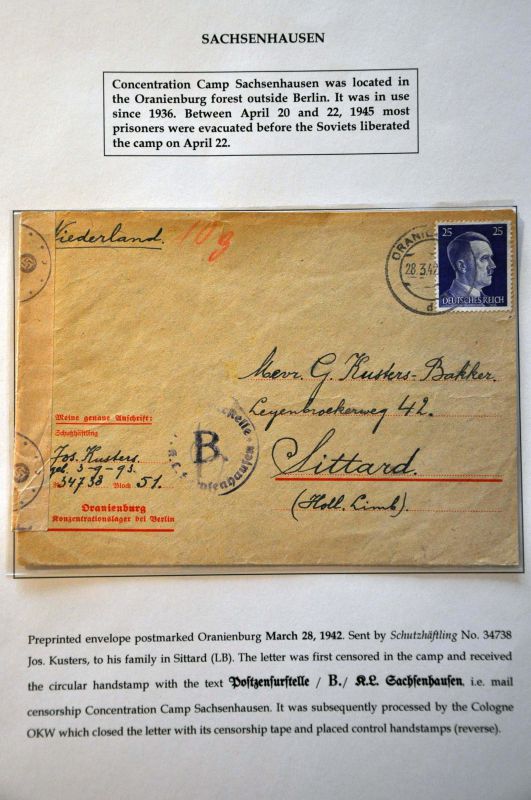 SACHSENHAUSEN
Concentration Camp Sachsenhausen was located in
the Oranienburg forest outside Berlin. It was in use
since 1936. Between April 20 and 22, 1945 most
prisoners were evacuated before the Soviets liberated
the camp on April 22.
Niederland.
10g
28.3.42
d
25 25
DEUTSCHES REICH
Mevr. G. Kusters-Bakker.
Leyenbroekerweg 42.
Sittard.
(Holl. Limb.)
Meine genaue Anschrift:
Schutzhäftling
Jos. Kusters.
geb. 3-9-93.
Nr. 34738 Block 51.
Oranienburg
Konzentrationslager bei Berlin
B.
Preprinted envelope postmarked Oranienburg March 28, 1942. Sent by Schutzhäftling No. 34738
Jos. Kusters, to his family in Sittard (LB). The letter was first censored in the camp and received
the circular handstamp with the text Postzensurstelle / B./ K.L. Sachsenhausen, i.e. mail
censorship Concentration Camp Sachsenhausen. It was subsequently processed by the Cologne
OKW which closed the letter with its censorship tape and placed control handstamps (reverse).